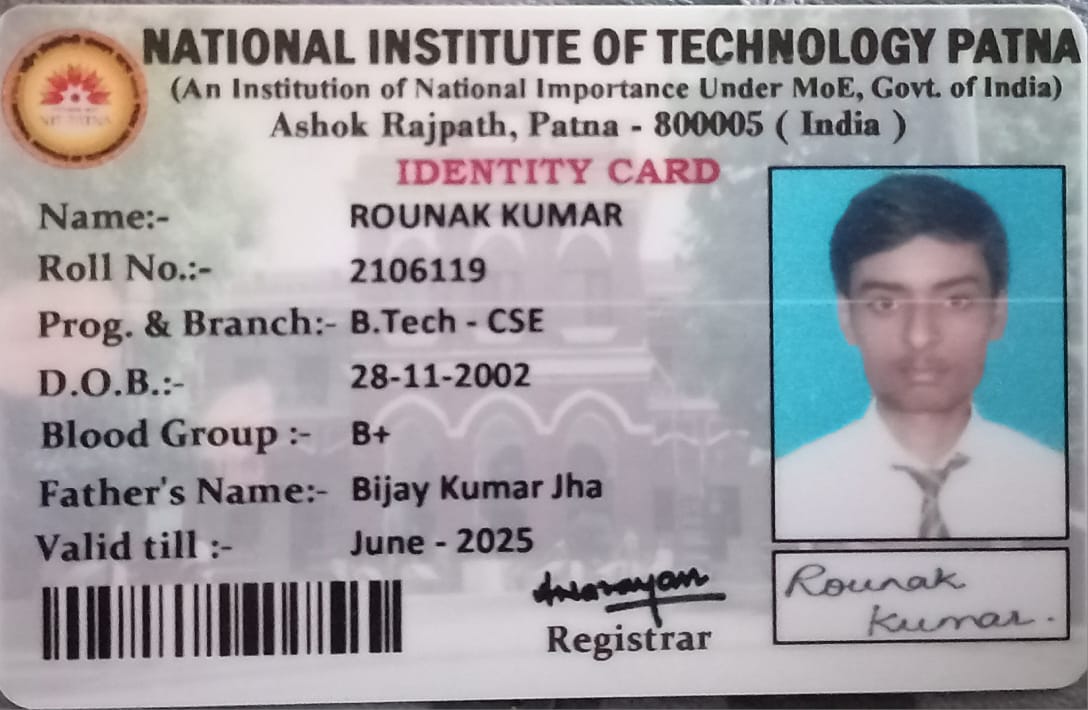 NATIONAL INSTITUTE OF TECHNOLOGY PATNA
(An Institution of National Importance Under MoE, Govt. of India)
Ashok Rajpath, Patna - 800005 ( India )
IDENTITY CARD
Name:- ROUNAK KUMAR
Roll No.:- 2106119
Prog. & Branch:- B.Tech - CSE
D.O.B.:- 28-11-2002
Blood Group :- B+
Father's Name:- Bijay Kumar Jha
Valid till :- June - 2025
Registrar
Rounak
Kumar.